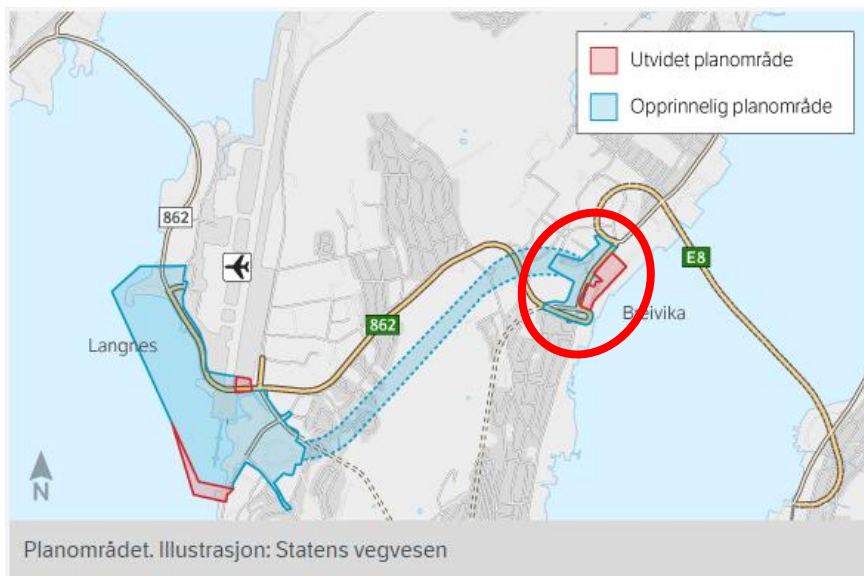 Utvidet planområde
Opprinnelig planområde
862
E8
Breivika
862
Langnes
N
Planområdet. Illustrasjon: Statens vegvesen